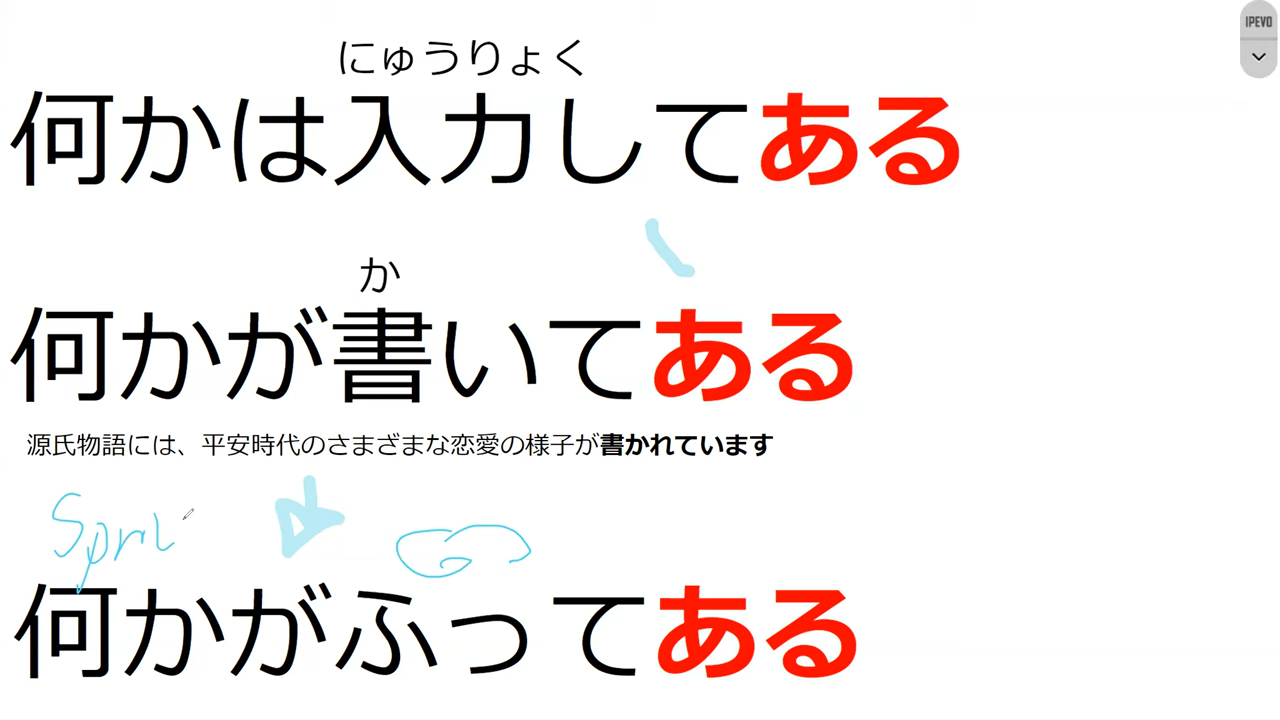 IPEVO
にゅうりょく
何かは入力してある
か
何かが書いてある
源氏物語には、平安時代のさまざまな恋愛の様子が書かれています
何かがふってある